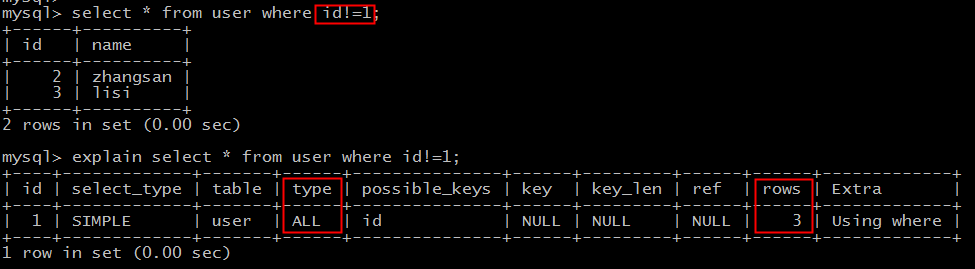 mysql> select * from user where id!=1;
+------+----------+
| id   | name     |
+------+----------+
|    2 | zhangsan |
|    3 | lisi     |
+------+----------+
2 rows in set (0.00 sec)
mysql> explain select * from user where id!=1;
+----+-------------+-------+------+---------------+------+---------+------+------+-------------+
| id | select_type | table | type | possible_keys | key  | key_len | ref  | rows | Extra       |
+----+-------------+-------+------+---------------+------+---------+------+------+-------------+
|  1 | SIMPLE      | user  | ALL  | id            | NULL | NULL    | NULL |    3 | Using where |
+----+-------------+-------+------+---------------+------+---------+------+------+-------------+
1 row in set (0.00 sec)